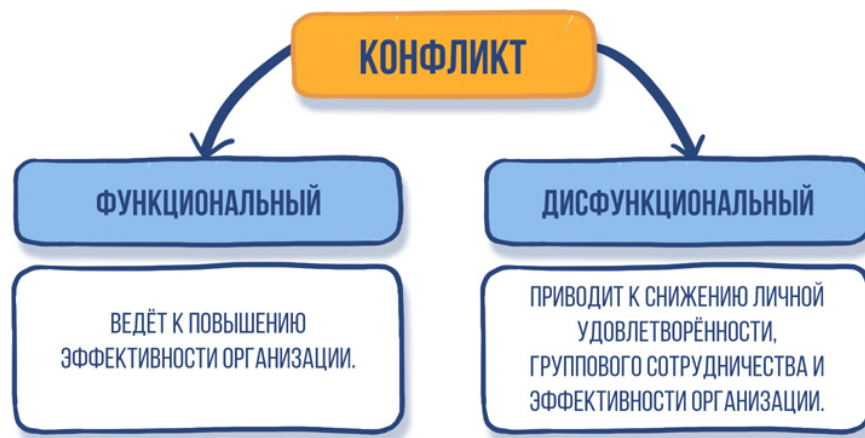 КОНФЛИКТ
ФУНКЦИОНАЛЬНЫЙ
ВЕДЁТ К ПОВЫШЕНИЮ
ЭФФЕКТИВНОСТИ ОРГАНИЗАЦИИ.
ДИСФУНКЦИОНАЛЬНЫЙ
ПРИВОДИТ К СНИЖЕНИЮ ЛИЧНОЙ
УДОВЛЕТВОРЁННОСТИ,
ГРУППОВОГО СОТРУДНИЧЕСТВА И
ЭФФЕКТИВНОСТИ ОРГАНИЗАЦИИ.